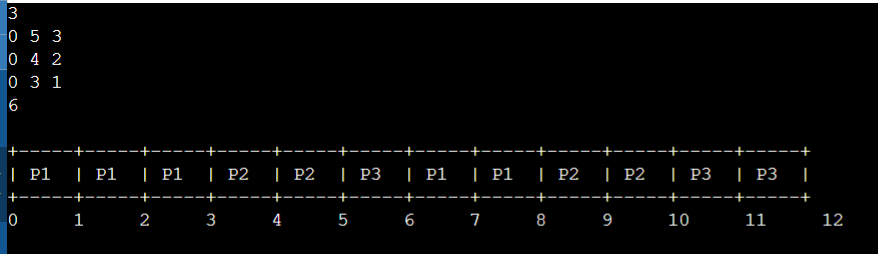 3
0 5 3
0 4 2
0 3 1
6
+-----+-----+-----+-----+-----+-----+-----+-----+-----+-----+-----+-----+
| P1  | P1  | P1  | P2  | P2  | P3  | P1  | P1  | P2  | P2  | P3  | P3  |
+-----+-----+-----+-----+-----+-----+-----+-----+-----+-----+-----+-----+
0     1     2     3     4     5     6     7     8     9     10     11     12